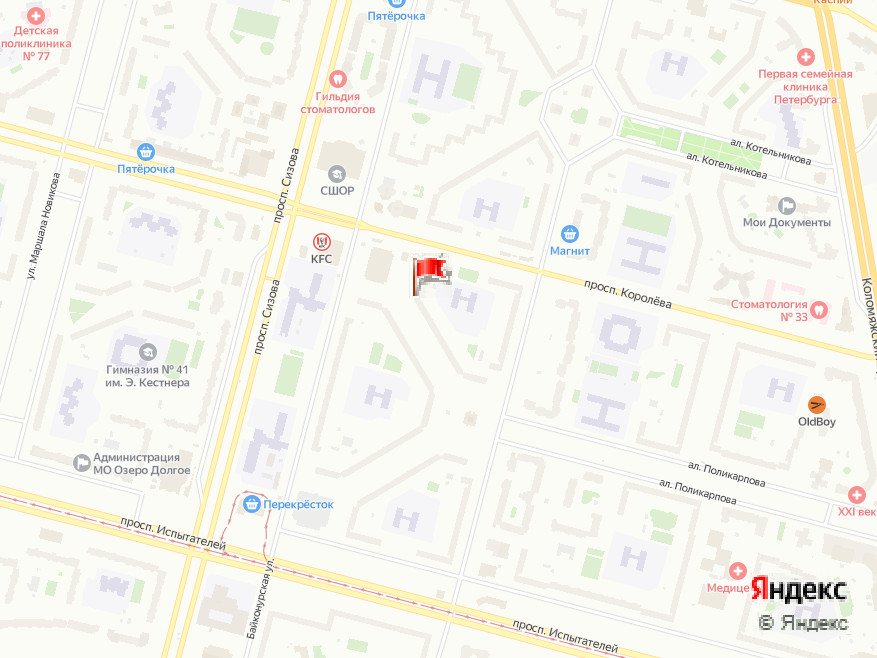 Каспий
Пятёрочка
Детская
поликлиника
№ 77
Первая семейная
клиника
Петербурга
Гильдия
стоматологов
ал. Котельникова
ал. Котельникова
Пятёрочка
просп. Сизова
СШОР
ул. Маршала Новикова
Мои Документы
KFC
Магнит
просп. Королёва
просп. Сизова
Стоматология
№ 33
Коломяжский
Гимназия № 41
им. Э. Кестнера
OldBoy
Администрация
МО Озеро Долгое
ал. Поликарпова
ал. Поликарпова
Перекрёсток
XXI век
просп. Испытателей
Байконурская ул.
Медице
Яндекс
© Яндекс
просп. Испытателей